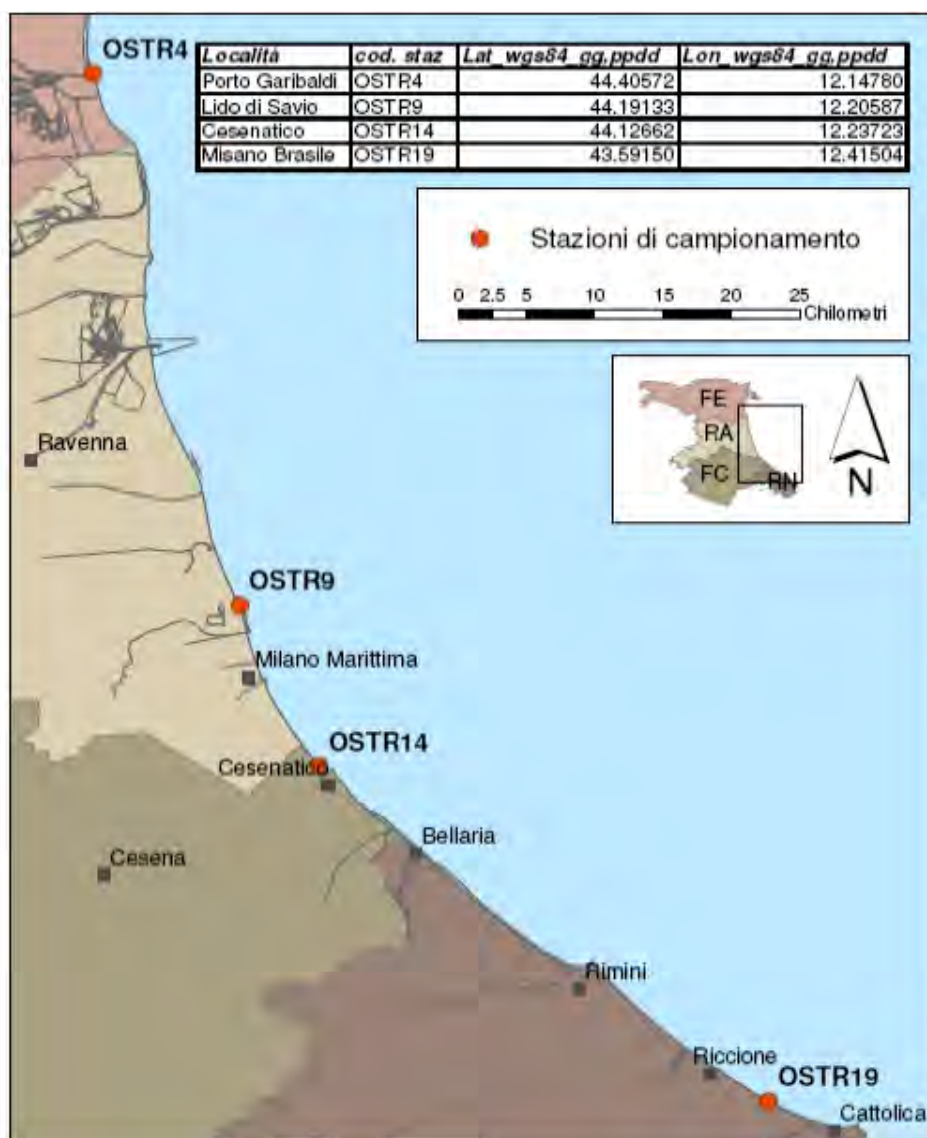 OSTR4
Località cod. staz Lat_wgs84_gg.ppdd Lon_wgs84_gg.ppdd
Porto Garibaldi OSTR4 44.40572 12.14780
Lido di Savio OSTR9 44.19133 12.20587
Cesenatico OSTR14 44.12662 12.23723
Misano Brasile OSTR19 43.59150 12.41504
Stazioni di campionamento
0 2.5 5 10 15 20 25
Chilometri
FE
RA
FC
RN
N
Ravenna
OSTR9
Milano Marittima
OSTR14
Cesenatico
Bellaria
Cesena
Rimini
Riccione
OSTR19
Cattolica